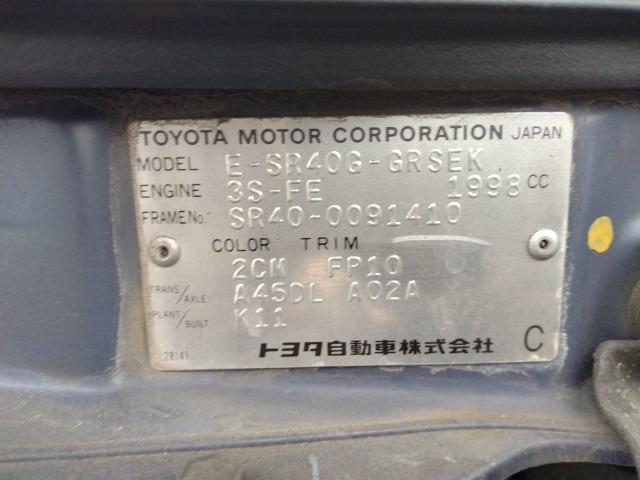 TOYOTA MOTOR CORPORATION JAPAN
MODEL E-SR40G-GRSEK
ENGINE 3S-FE 1998 CC
FRAME No. SR40-0091410
COLOR TRIM
2CM FP10
TRANS/AXLE A45DL A02A
PLANT/BUILT K11
28141 トヨタ自動車株式会社 C